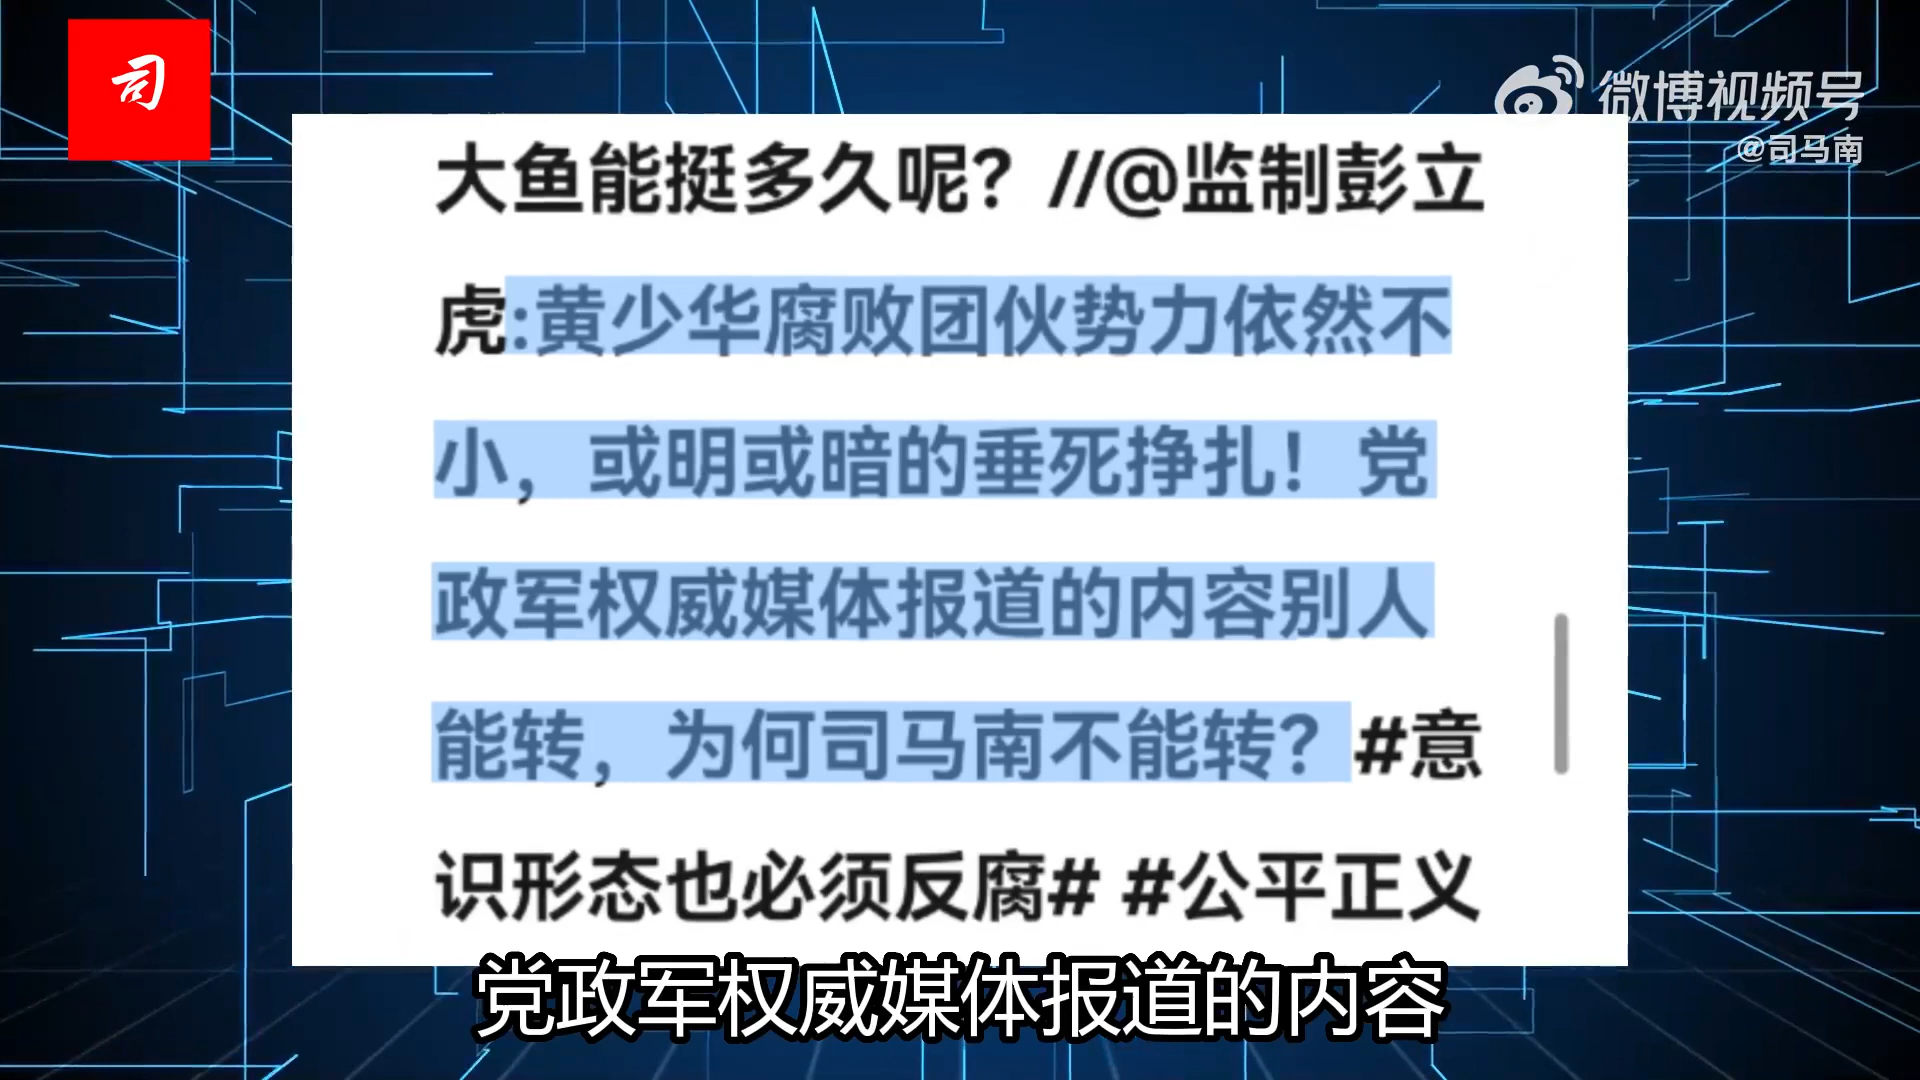 司
微博视频号
@司马南
大鱼能挺多久呢？//@监制彭立
虎:黄少华腐败团伙势力依然不
小，或明或暗的垂死挣扎！党
政军权威媒体报道的内容别人
能转，为何司马南不能转？#意
识形态也必须反腐# #公平正义
党政军权威媒体报道的内容